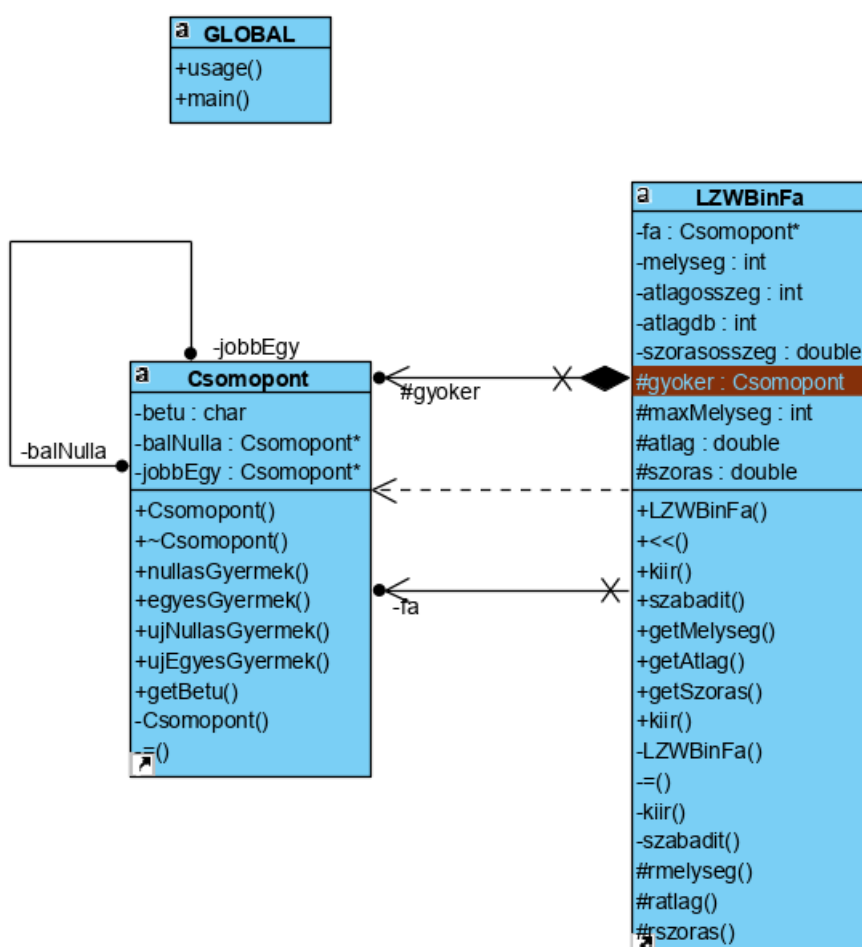 a GLOBAL
+usage()
+main()
a LZWBinFa
-fa : Csomopont*
-melyseg : int
-atlagosszeg : int
-atlagdb : int
-szorasosszeg : double
#gyoker : Csomopont
#maxMelyseg : int
#atlag : double
#szoras : double
+LZWBinFa()
+<<()
+kiir()
+szabadit()
+getMelyseg()
+getAtlag()
+getSzoras()
+kiir()
-LZWBinFa()
-=()
-kiir()
-szabadit()
#rmelyseg()
#ratlag()
#rszoras()
-jobbEgy
-balNulla
#gyoker
-fa
a Csomopont
-betu : char
-balNulla : Csomopont*
-jobbEgy : Csomopont*
+Csomopont()
+~Csomopont()
+nullasGyermek()
+egyesGyermek()
+ujNullasGyermek()
+ujEgyesGyermek()
+getBetu()
-Csomopont()
-=()